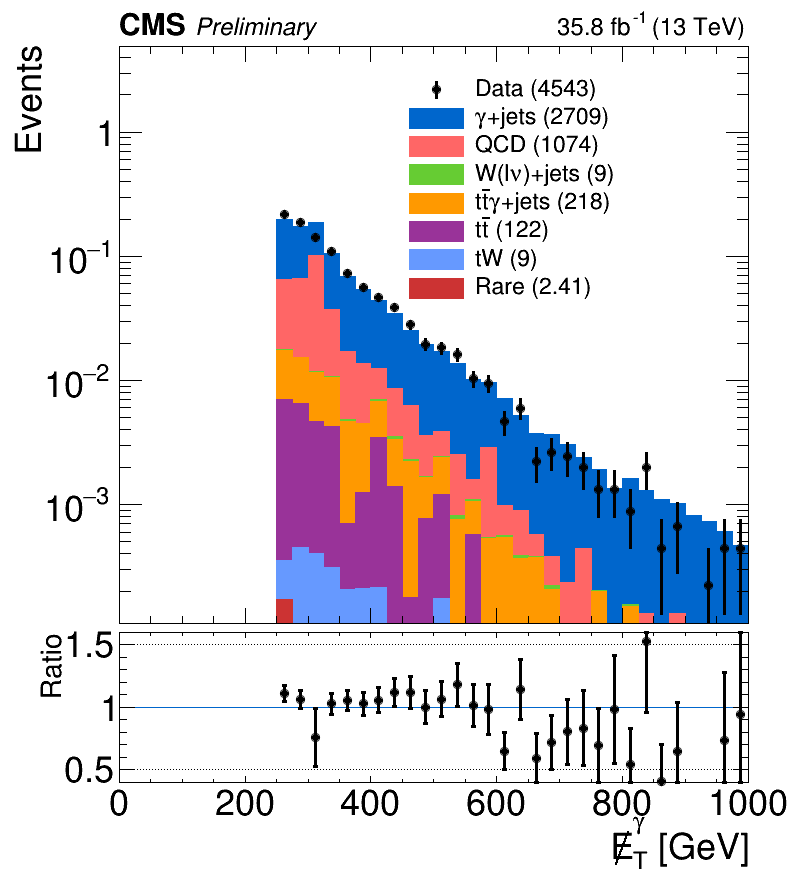 CMS Preliminary 35.8 fb⁻¹ (13 TeV)
Events
Data (4543)
γ+jets (2709)
QCD (1074)
W(lν)+jets (9)
tt̄γ+jets (218)
tt̄ (122)
tW (9)
Rare (2.41)
1
10⁻¹
10⁻²
10⁻³
Ratio
1.5
1
0.5
0 200 400 600 800 1000
E̸_T^γ [GeV]